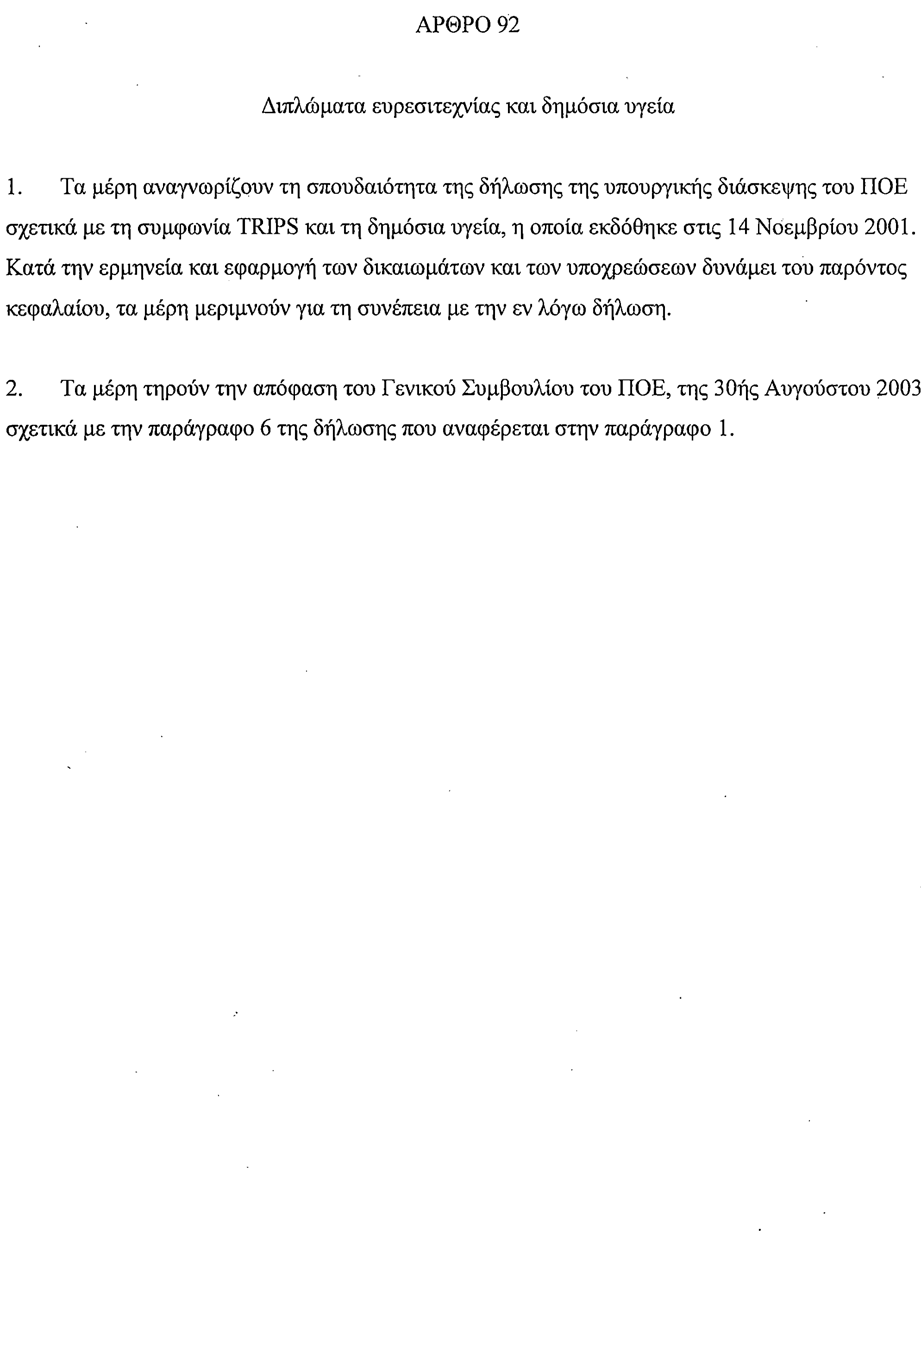 ΑΡΘΡΟ 92
Διπλώματα ευρεσιτεχνίας και δημόσια υγεία
1. Τα μέρη αναγνωρίζουν τη σπουδαιότητα της δήλωσης της υπουργικής διάσκεψης του ΠΟΕ
σχετικά με τη συμφωνία TRIPS και τη δημόσια υγεία, η οποία εκδόθηκε στις 14 Νοεμβρίου 2001.
Κατά την ερμηνεία και εφαρμογή των δικαιωμάτων και των υποχρεώσεων δυνάμει του παρόντος
κεφαλαίου, τα μέρη μεριμνούν για τη συνέπεια με την εν λόγω δήλωση.
2. Τα μέρη τηρούν την απόφαση του Γενικού Συμβουλίου του ΠΟΕ, της 30ής Αυγούστου 2003
σχετικά με την παράγραφο 6 της δήλωσης που αναφέρεται στην παράγραφο 1.